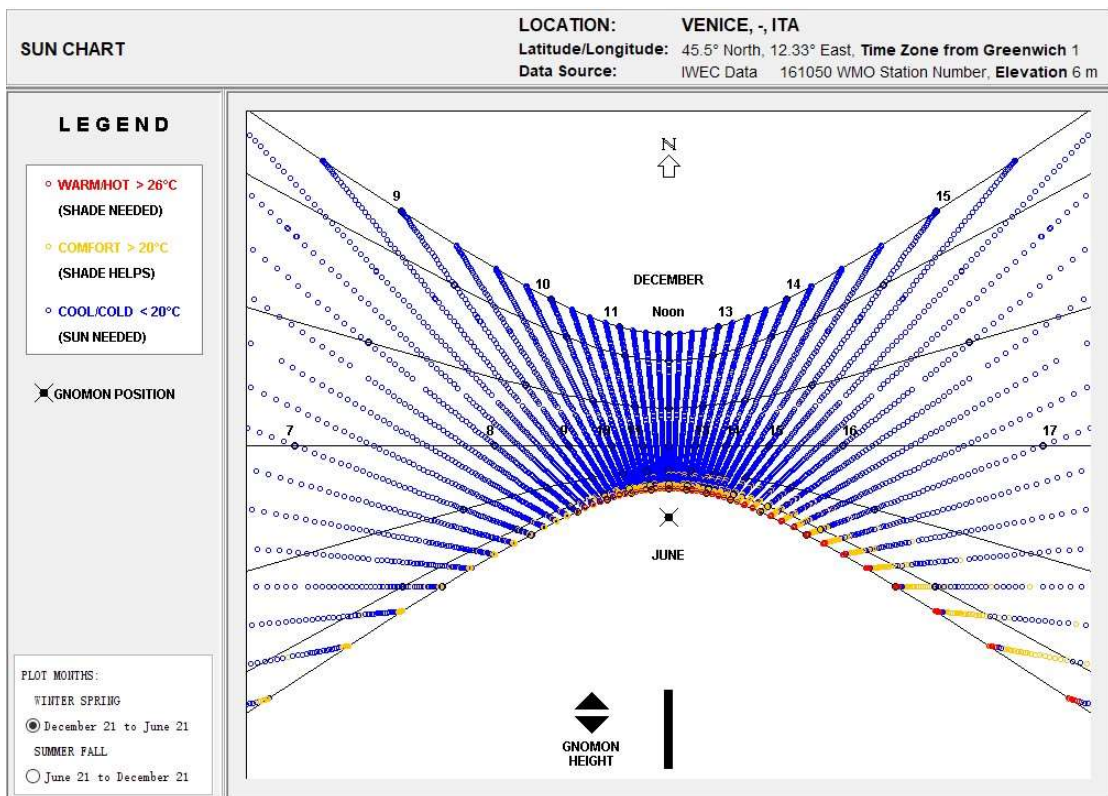 SUN CHART
LOCATION: VENICE, -, ITA
Latitude/Longitude: 45.5° North, 12.33° East, Time Zone from Greenwich 1
Data Source: IWEC Data 161050 WMO Station Number, Elevation 6 m
LEGEND
WARM/HOT > 26°C
(SHADE NEEDED)
COMFORT > 20°C
(SHADE HELPS)
COOL/COLD < 20°C
(SUN NEEDED)
GNOMON POSITION
PLOT MONTHS:
WINTER SPRING
December 21 to June 21
SUMMER FALL
June 21 to December 21
N
9 15
DECEMBER
10 14
11 Noon 13
7 8 9 15 16 17
JUNE
GNOMON
HEIGHT